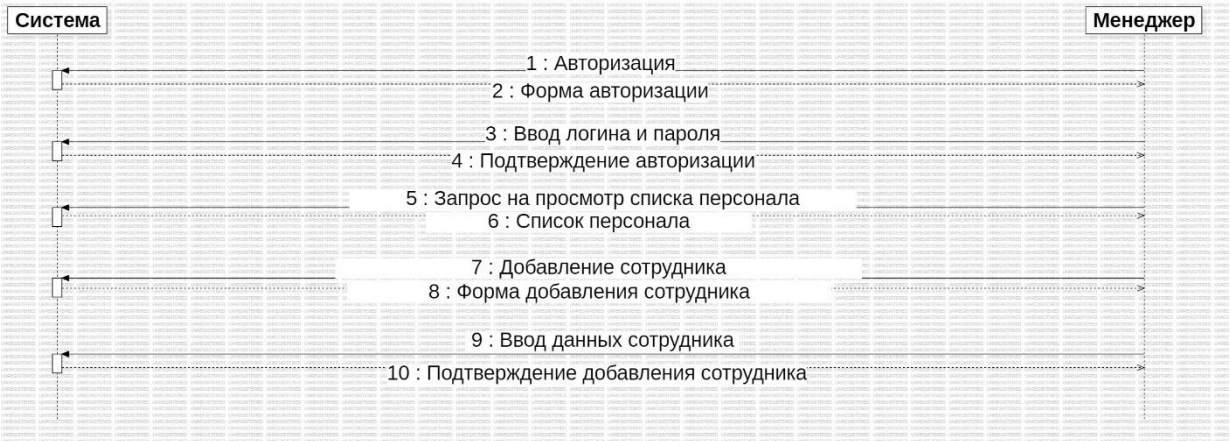 Система
Менеджер
1 : Авторизация
2 : Форма авторизации
3 : Ввод логина и пароля
4 : Подтверждение авторизации
5 : Запрос на просмотр списка персонала
6 : Список персонала
7 : Добавление сотрудника
8 : Форма добавления сотрудника
9 : Ввод данных сотрудника
10 : Подтверждение добавления сотрудника